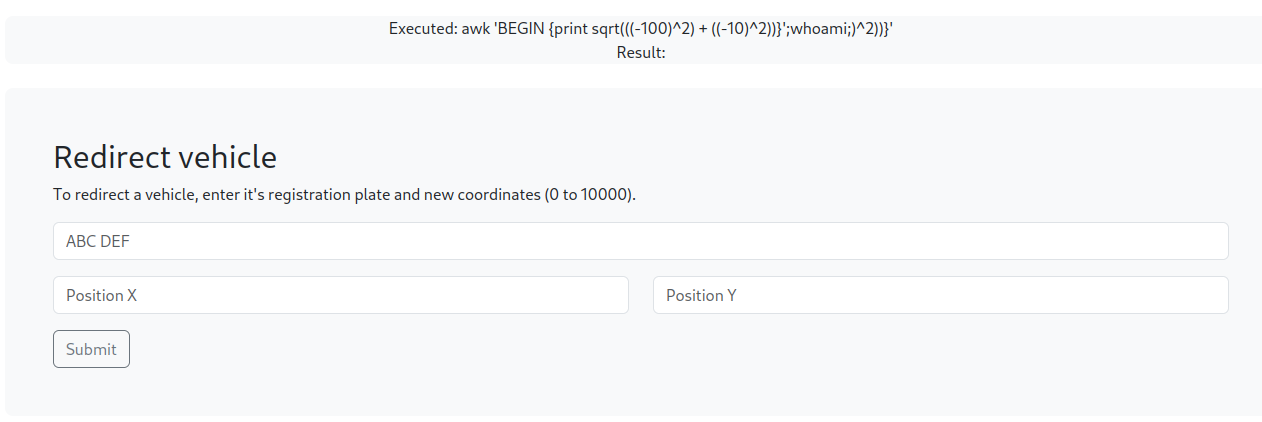 Executed: awk 'BEGIN {print sqrt(((-100)^2) + ((-10)^2))}';whoami;)^2))}'
Result:
Redirect vehicle
To redirect a vehicle, enter it's registration plate and new coordinates (0 to 10000).
ABC DEF
Position X
Position Y
Submit